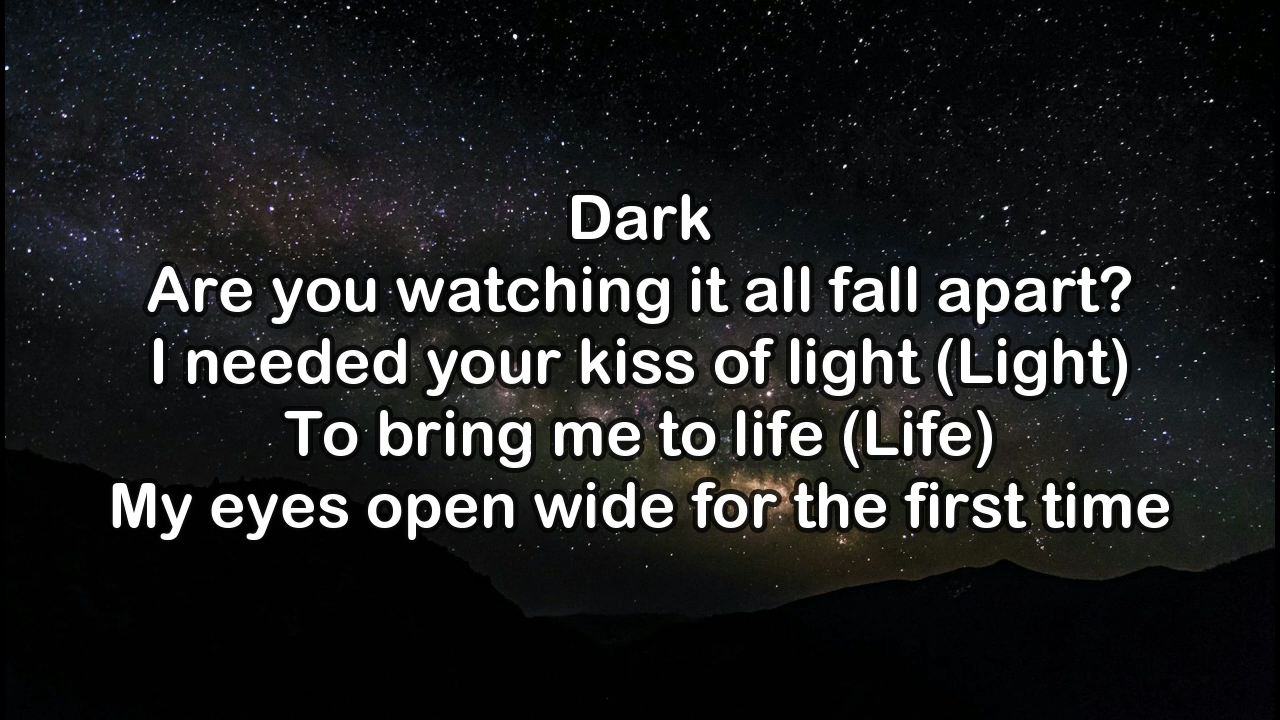 Dark
Are you watching it all fall apart?
I needed your kiss of light (Light)
To bring me to life (Life)
My eyes open wide for the first time